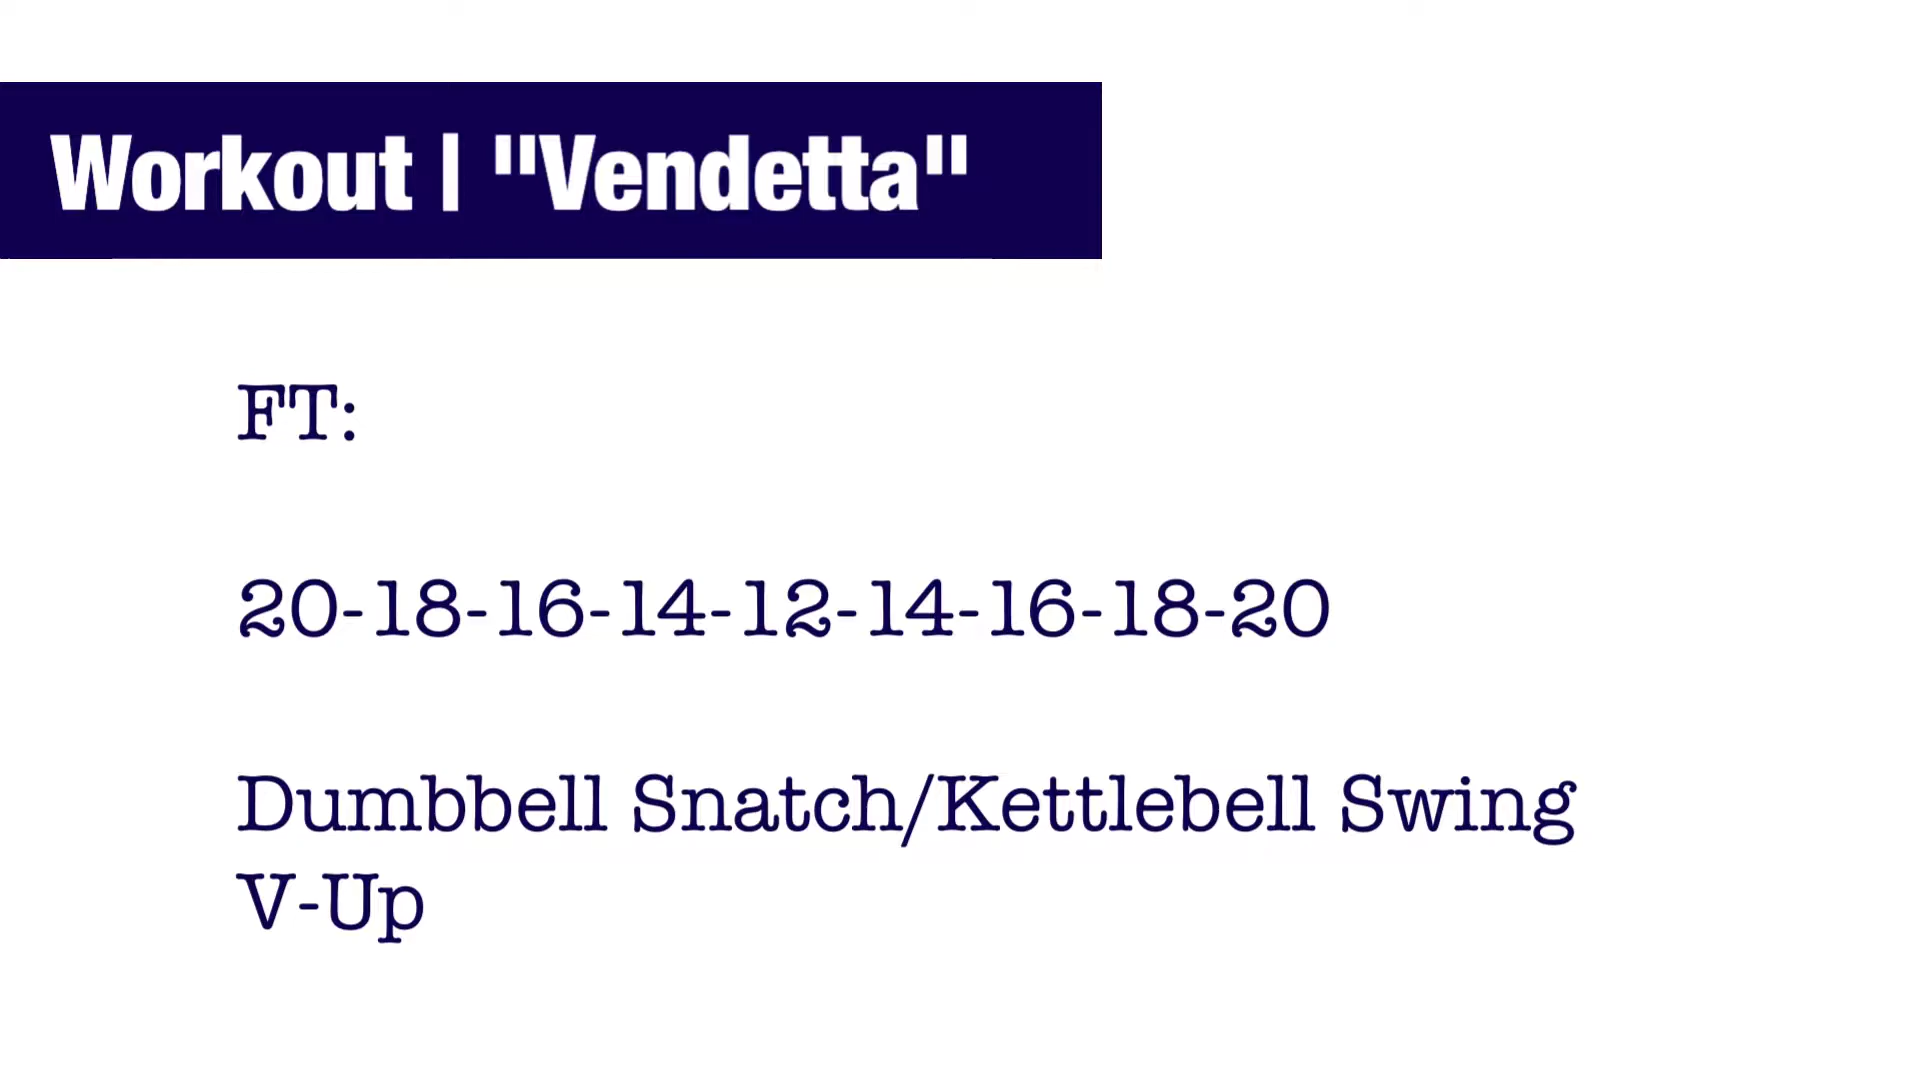 Workout | "Vendetta"
FT:
20-18-16-14-12-14-16-18-20
Dumbbell Snatch/Kettlebell Swing
V-Up